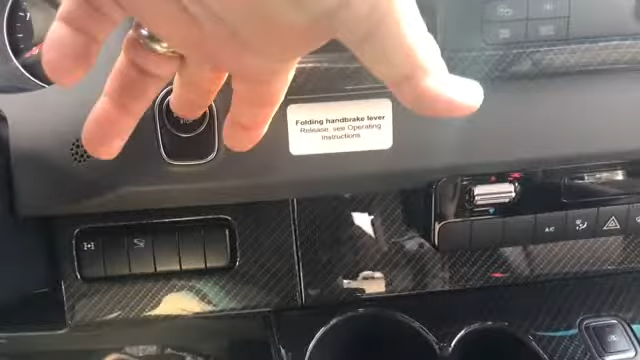 Folding handbrake lever
Release see Operating
Instructions
A/C